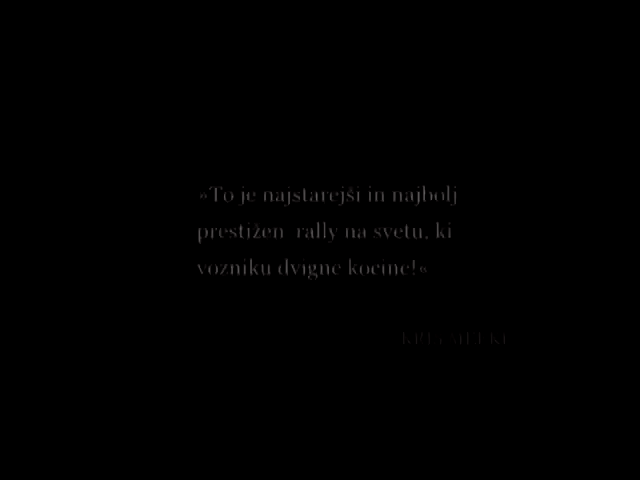 »To je najstarejši in najbolj
prestižen rally na svetu, ki
vozniku dvigne kocine!«